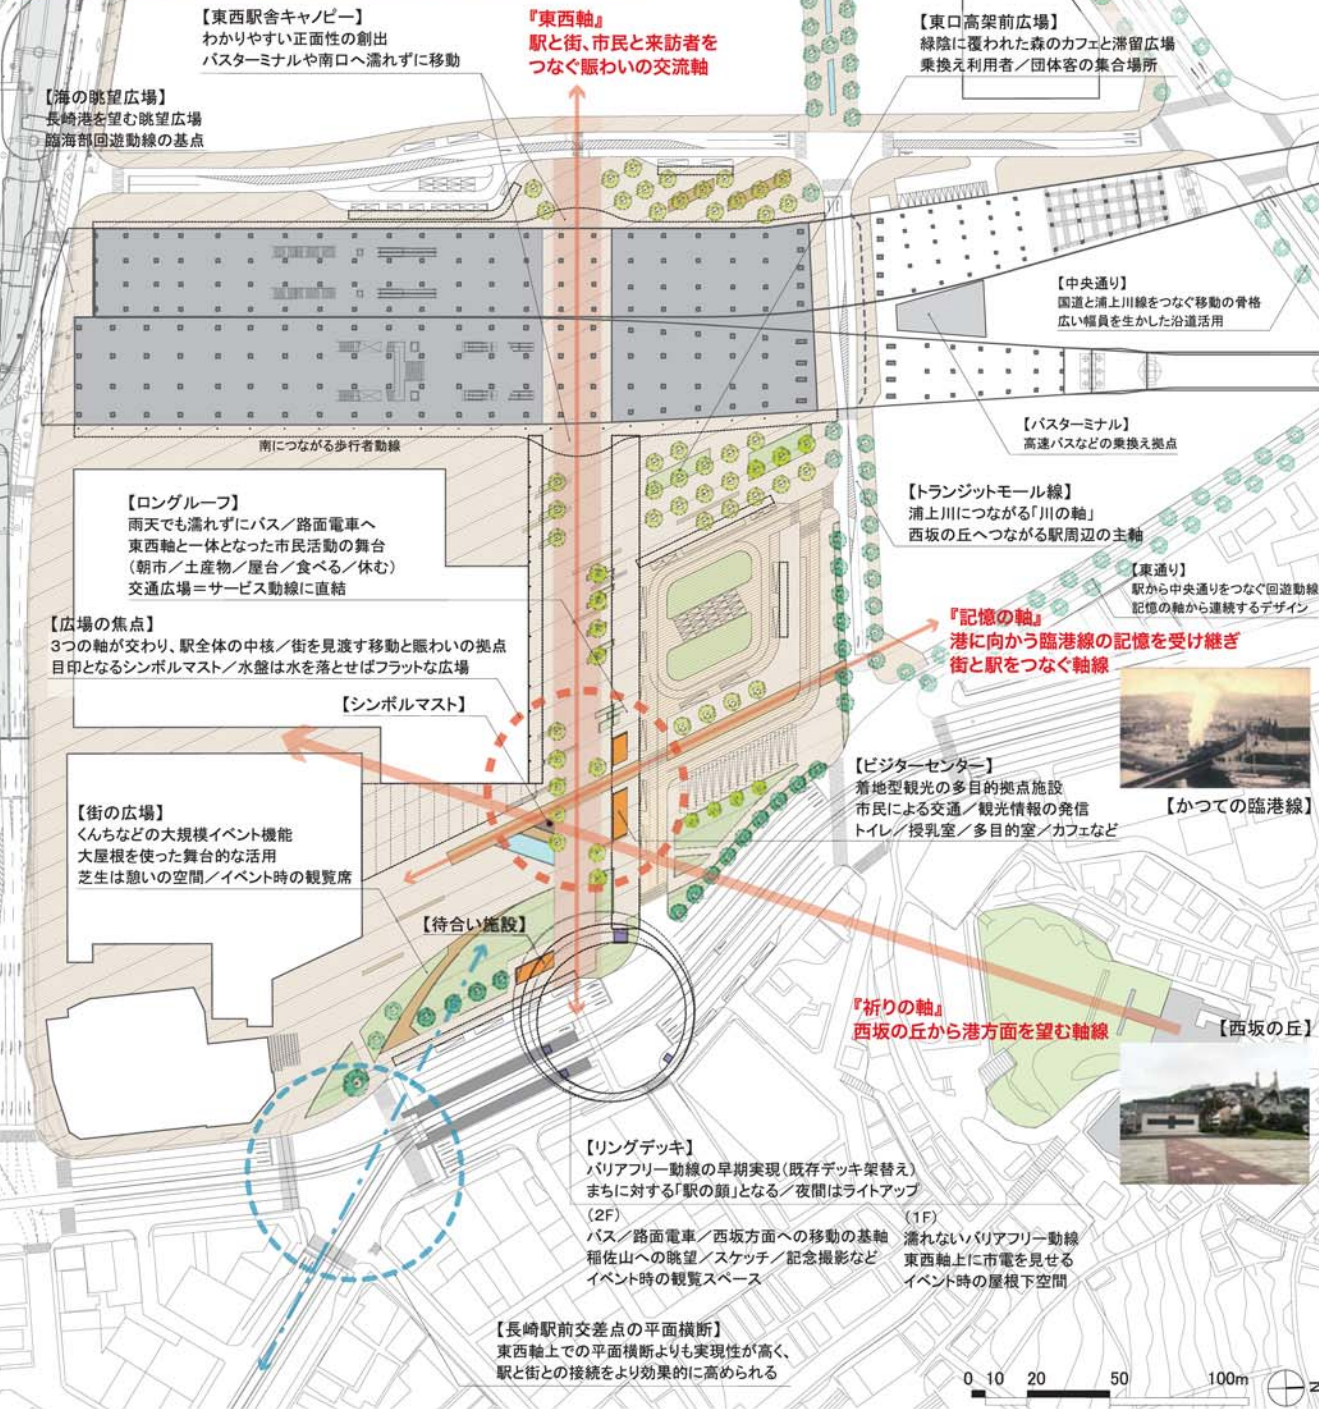 【東西駅舎キャノピー】
わかりやすい正面性の創出
バスターミナルや南口へ濡れずに移動
『東西軸』
駅と街、市民と来訪者を
つなぐ賑わいの交流軸
【東口高架前広場】
緑陰に覆われた森のカフェと滞留広場
乗換え利用者／団体客の集合場所
【海の眺望広場】
長崎港を望む眺望広場
臨海部回遊動線の基点
【中央通り】
国道と浦上川線をつなぐ移動の骨格
広い幅員を生かした沿道活用
【バスターミナル】
高速バスなどの乗換え拠点
南につながる歩行者動線
【ロングルーフ】
雨天でも濡れずにバス／路面電車へ
東西軸と一体となった市民活動の舞台
(朝市／土産物／屋台／食べる／休む)
交通広場＝サービス動線に直結
【トランジットモール線】
浦上川につながる「川の軸」
西坂の丘へつながる駅周辺の主軸
【東通り】
駅から中央通りをつなぐ回遊動線
記憶の軸から連続するデザイン
【広場の焦点】
3つの軸が交わり、駅全体の中核／街を見渡す移動と賑わいの拠点
目印となるシンボルマスト／水盤は水を落とせばフラットな広場
『記憶の軸』
港に向かう臨港線の記憶を受け継ぎ
街と駅をつなぐ軸線
【シンボルマスト】
【かつての臨港線】
【ビジターセンター】
着地型観光の多目的拠点施設
市民による交通／観光情報の発信
トイレ／授乳室／多目的室／カフェなど
【街の広場】
くんちなどの大規模イベント機能
大屋根を使った舞台的な活用
芝生は憩いの空間／イベント時の観覧席
【待合い施設】
『祈りの軸』
西坂の丘から港方面を望む軸線
【西坂の丘】
【リングデッキ】
バリアフリー動線の早期実現(既存デッキ架替え)
まちに対する「駅の顔」となる／夜間はライトアップ
(2F)
バス／路面電車／西坂方面への移動の基軸
稲佐山への眺望／スケッチ／記念撮影など
イベント時の観覧スペース
(1F)
濡れないバリアフリー動線
東西軸上に市電を見せる
イベント時の屋根下空間
【長崎駅前交差点の平面横断】
東西軸上での平面横断よりも実現性が高く、
駅と街との接続をより効果的に高められる
0 10 20 50 100m
N